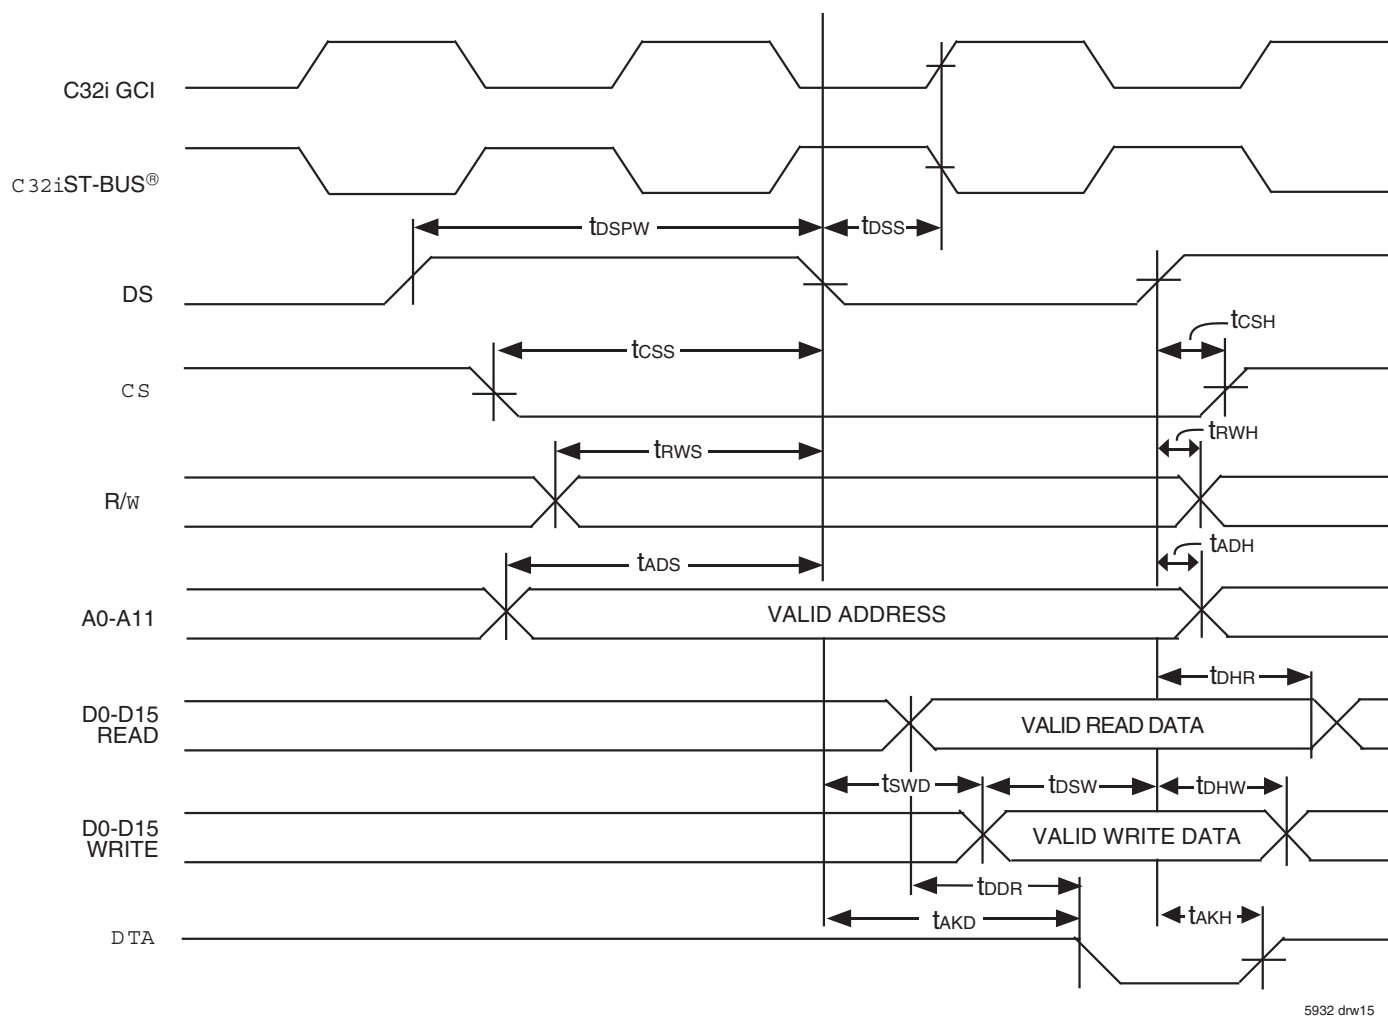 C32i GCI
C32iST-BUS®
tDSPW
tDSS
DS
tCSH
tCSS
CS
tRWH
tRWS
R/W
tADH
tADS
A0-A11
VALID ADDRESS
tDHR
D0-D15
READ
VALID READ DATA
tSWD
tDSW
tDHW
D0-D15
WRITE
VALID WRITE DATA
tDDR
tAKD
tAKH
DTA
5932 drw15